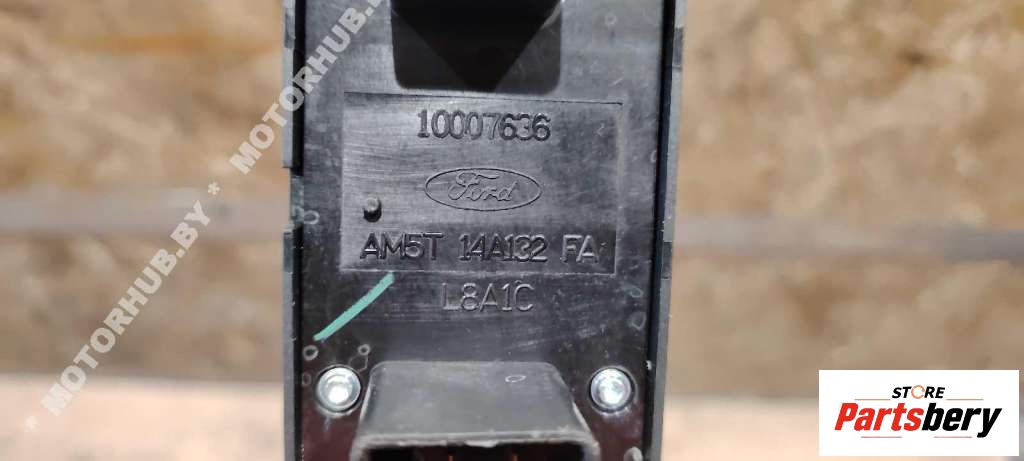 10007636
Ford
AM5T 14A132 FA
L8A1C
* MOTORHUB.BY * MOTORHUB.BY
STORE
Partsbery